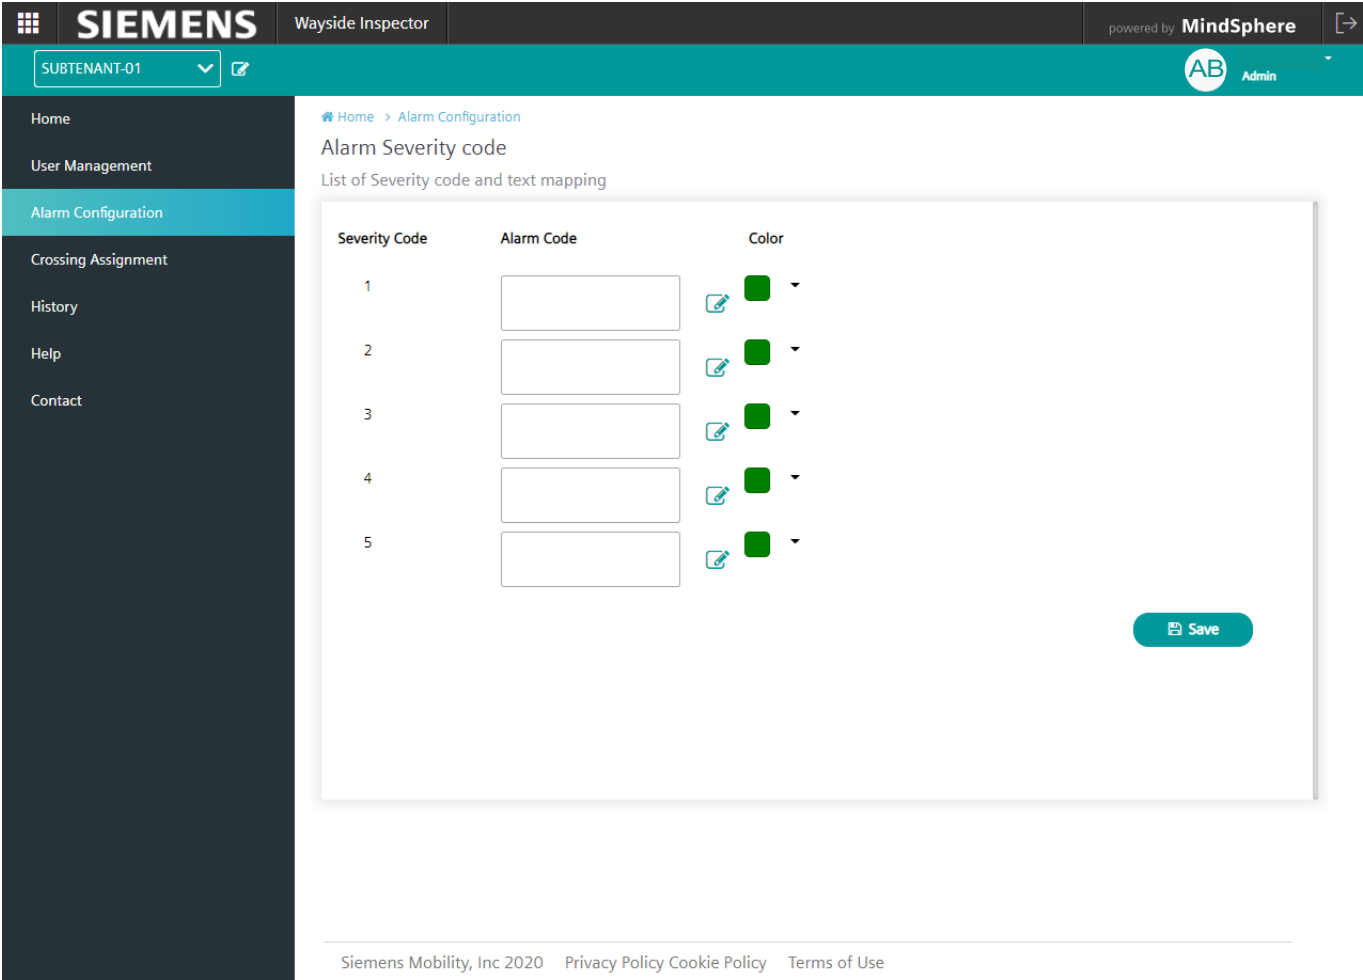 SIEMENS Wayside Inspector powered by MindSphere
SUBTENANT-01 AB Admin
Home
User Management
Alarm Configuration
Crossing Assignment
History
Help
Contact
Home > Alarm Configuration
Alarm Severity code
List of Severity code and text mapping
Severity Code Alarm Code Color
1
2
3
4
5
Save
Siemens Mobility, Inc 2020 Privacy Policy Cookie Policy Terms of Use